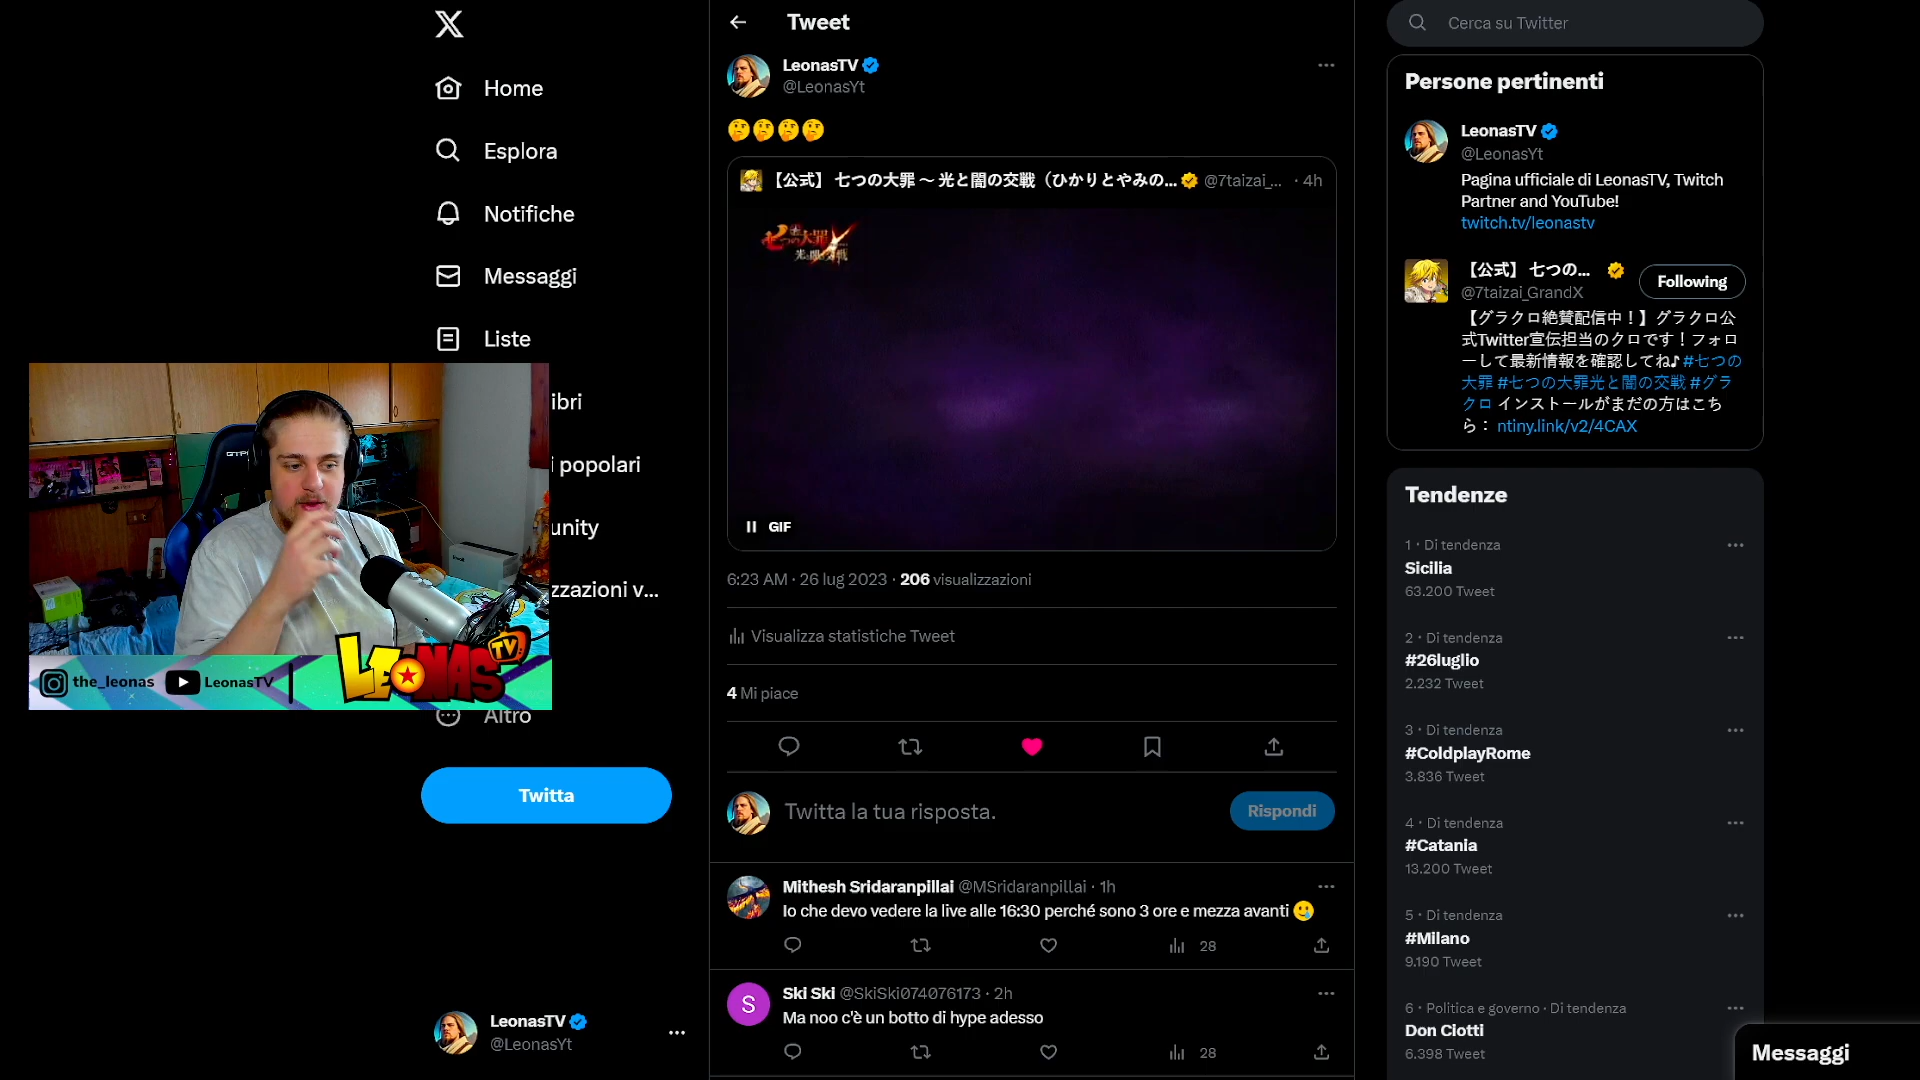 Home
Esplora
Notifiche
Messaggi
Liste
ibri
i popolari
unity
zzazioni v...
Altro
Twitta
LeonasTV
@LeonasYt
the_leonas
LeonasTV
LEONAS TV
Tweet
LeonasTV
@LeonasYt
🤔🤔🤔🤔
【公式】 七つの大罪 ～ 光と闇の交戦（ひかりとやみの... @7taizai_... · 4h
七つの大罪
光と闇の交戦
GIF
6:23 AM · 26 lug 2023 · 206 visualizzazioni
Visualizza statistiche Tweet
4 Mi piace
Twitta la tua risposta.
Rispondi
Mithesh Sridaranpillai @MSridaranpillai · 1h
Io che devo vedere la live alle 16:30 perché sono 3 ore e mezza avanti 🥲
28
S
Ski Ski @SkiSki074076173 · 2h
Ma noo c'è un botto di hype adesso
28
Cerca su Twitter
Persone pertinenti
LeonasTV
@LeonasYt
Pagina ufficiale di LeonasTV, Twitch
Partner and YouTube!
twitch.tv/leonastv
【公式】 七つの...
@7taizai_GrandX
Following
【グラクロ絶賛配信中！】グラクロ公
式Twitter宣伝担当のクロです！フォロ
ーして最新情報を確認してね♪ #七つの
大罪 #七つの大罪光と闇の交戦 #グラ
クロ インストールがまだの方はこち
ら： ntiny.link/v2/4CAX
Tendenze
1 · Di tendenza
Sicilia
63.200 Tweet
2 · Di tendenza
#26luglio
2.232 Tweet
3 · Di tendenza
#ColdplayRome
3.836 Tweet
4 · Di tendenza
#Catania
13.200 Tweet
5 · Di tendenza
#Milano
9.190 Tweet
6 · Politica e governo · Di tendenza
Don Ciotti
6.398 Tweet
Messaggi